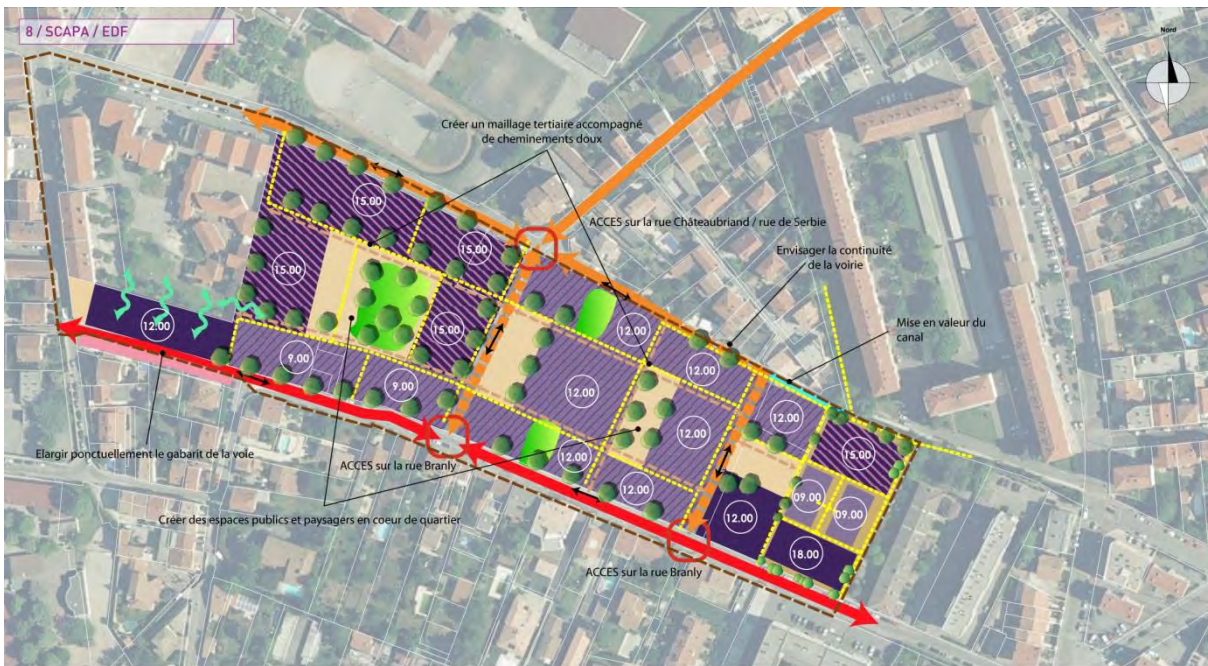 8 / SCAPA / EDF
Nord
Créer un maillage tertiaire accompagné
de cheminements doux
15.00
ACCES sur la rue Châteaubriand / rue de Serbie
15.00
Envisager la continuité
de la voirie
15.00
12.00
15.00
12.00
12.00
Mise en valeur du
canal
9.00
9.00
12.00
12.00
12.00
15.00
Elargir ponctuellement le gabarit de la voie
ACCES sur la rue Branly
12.00
12.00
09.00
09.00
12.00
Créer des espaces publics et paysagers en coeur de quartier
18.00
ACCES sur la rue Branly